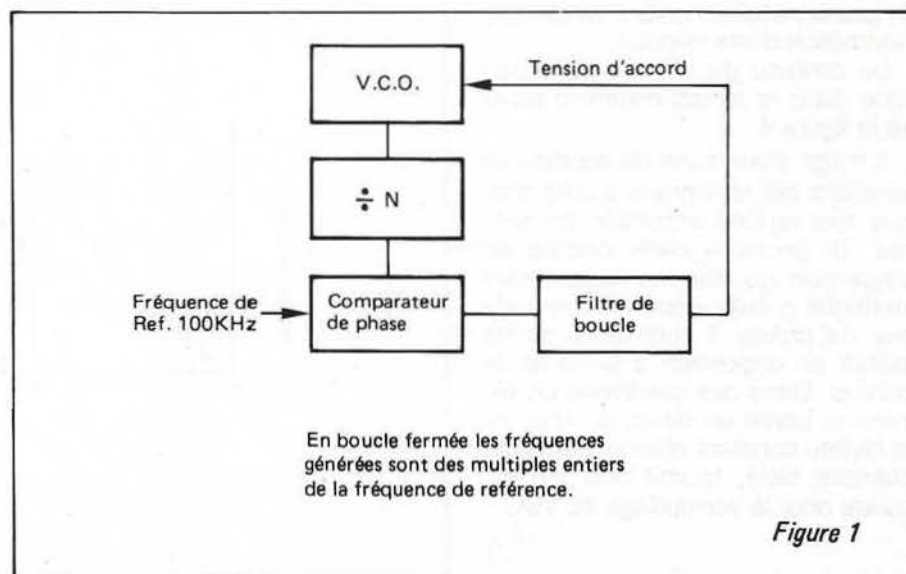 V.C.O.
Tension d'accord
÷ N
Fréquence de
Ref. 100KHz
Comparateur
de phase
Filtre de
boucle
En boucle fermée les fréquences
générées sont des multiples entiers
de la fréquence de reférence.
Figure 1